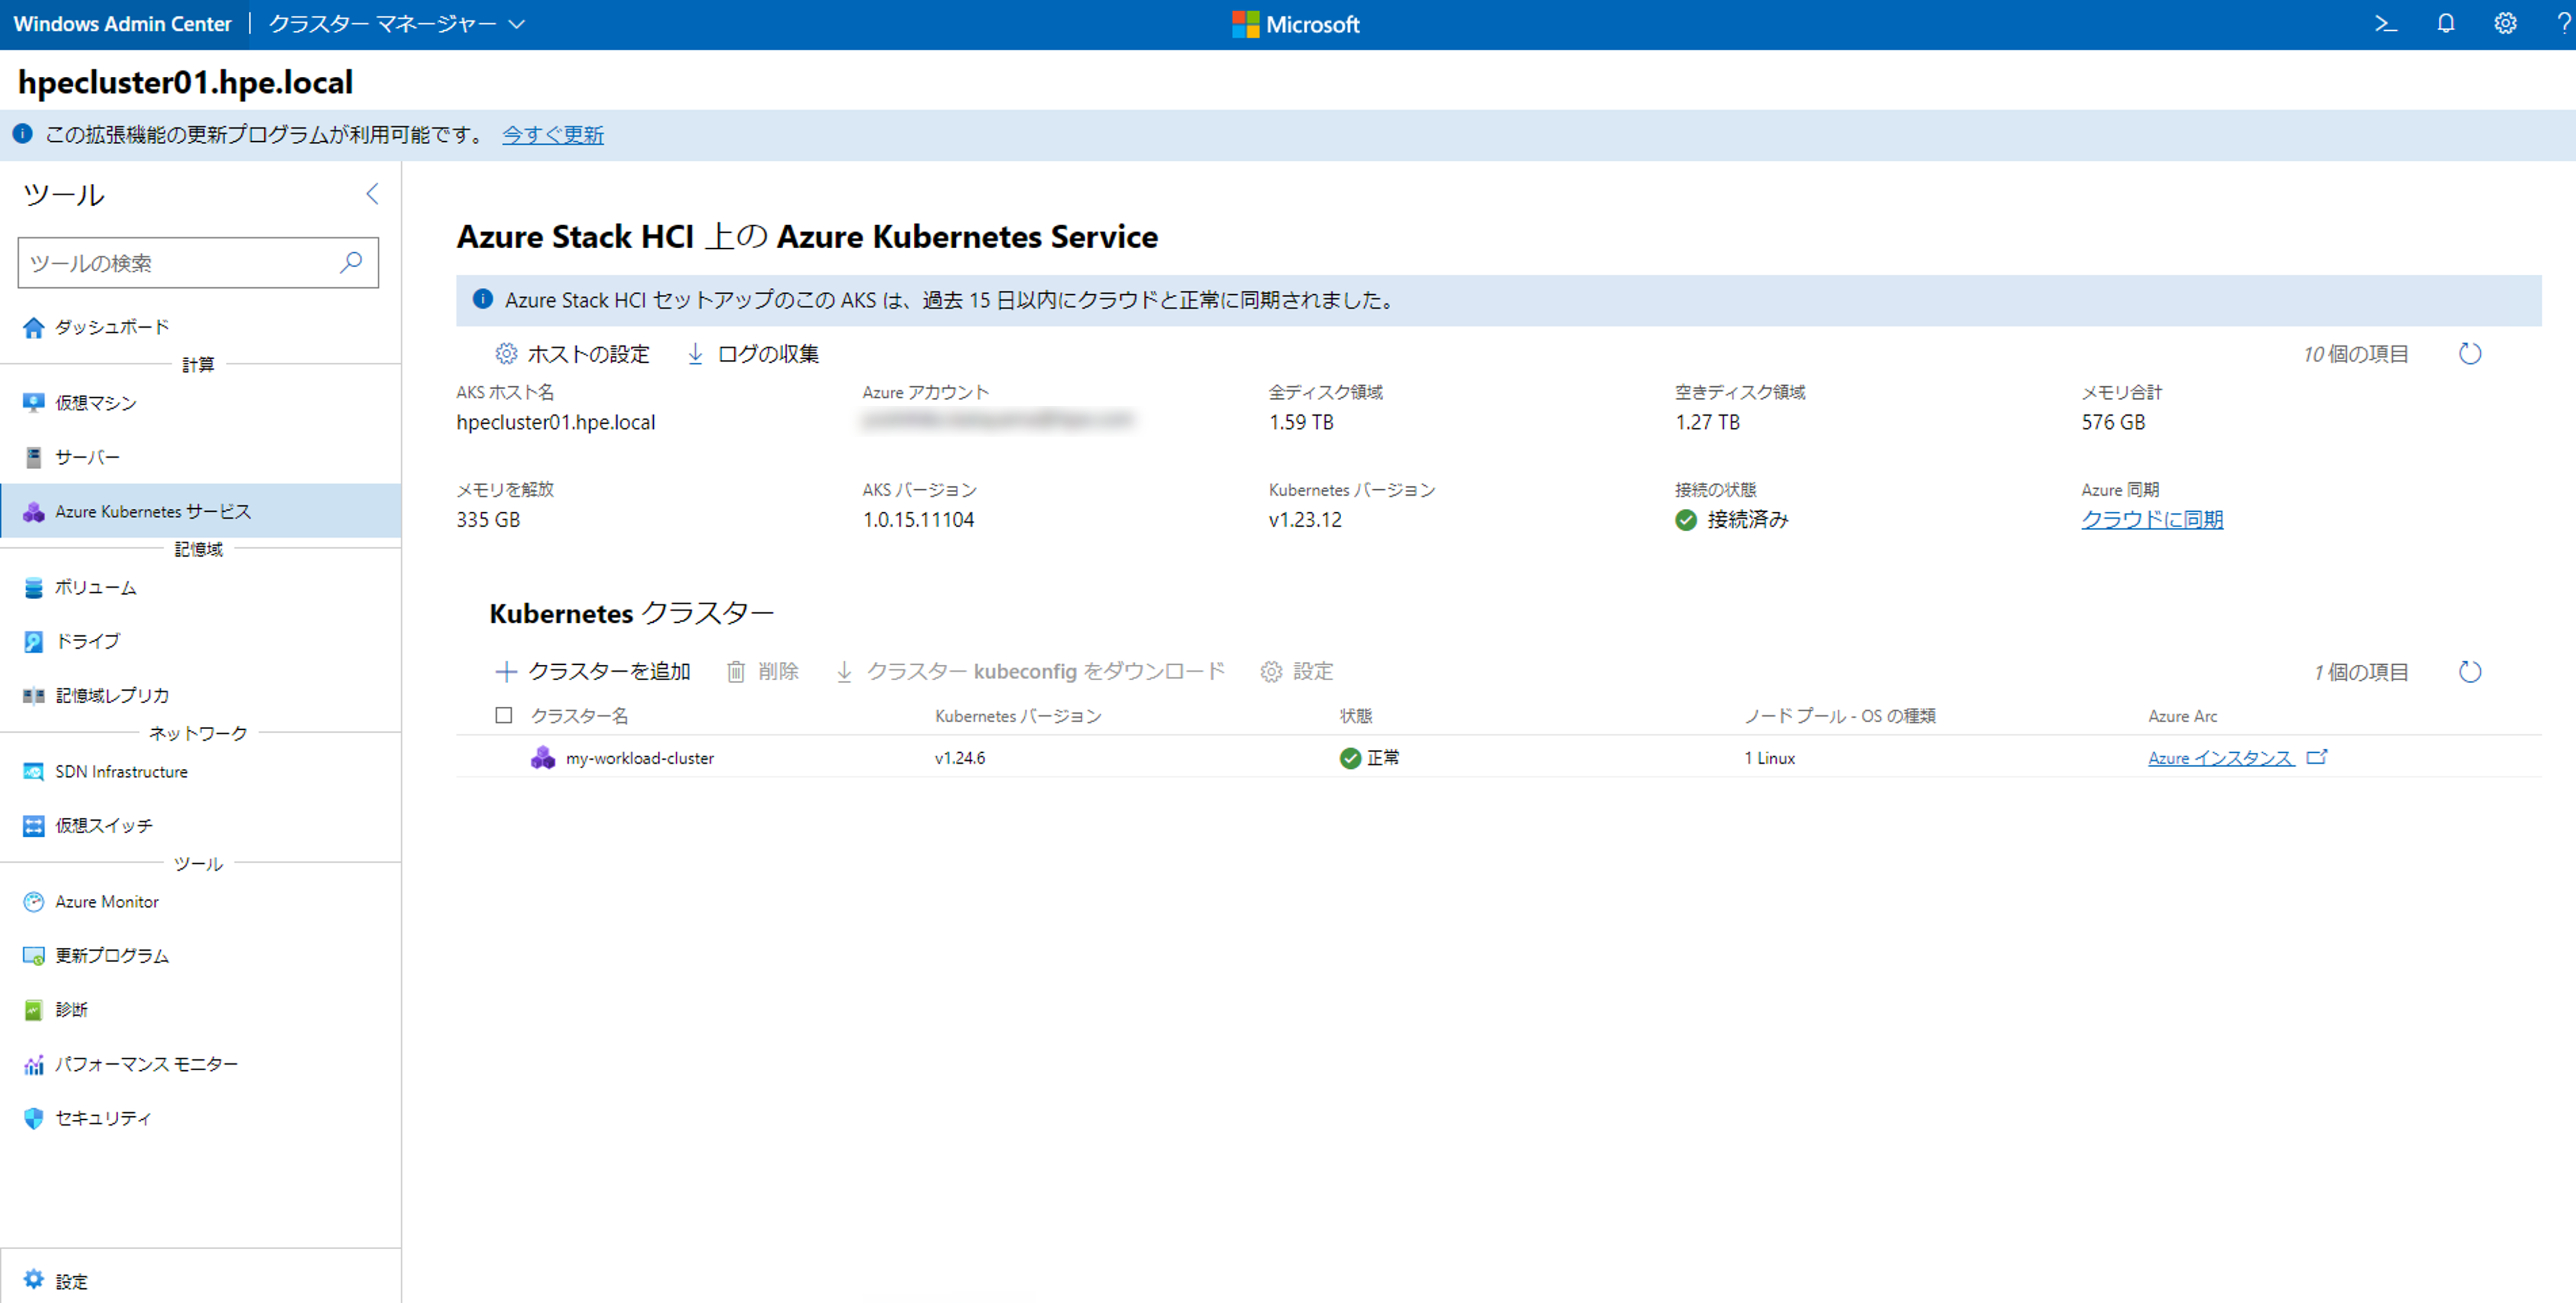 Windows Admin Center | クラスター マネージャー
Microsoft
hpecluster01.hpe.local
この拡張機能の更新プログラムが利用可能です。 今すぐ更新
ツール
ツールの検索
ダッシュボード
計算
仮想マシン
サーバー
Azure Kubernetes サービス
記憶域
ボリューム
ドライブ
記憶域レプリカ
ネットワーク
SDN Infrastructure
仮想スイッチ
ツール
Azure Monitor
更新プログラム
診断
パフォーマンス モニター
セキュリティ
設定
Azure Stack HCI 上の Azure Kubernetes Service
Azure Stack HCI セットアップのこの AKS は、過去 15 日以内にクラウドと正常に同期されました。
ホストの設定 ログの収集 10 個の項目
AKS ホスト名 Azure アカウント 全ディスク領域 空きディスク領域 メモリ合計
hpecluster01.hpe.local 1.59 TB 1.27 TB 576 GB
メモリを解放 AKS バージョン Kubernetes バージョン 接続の状態 Azure 同期
335 GB 1.0.15.11104 v1.23.12 接続済み クラウドに同期
Kubernetes クラスター
クラスターを追加 削除 クラスター kubeconfig をダウンロード 設定 1 個の項目
クラスター名 Kubernetes バージョン 状態 ノード プール - OS の種類 Azure Arc
my-workload-cluster v1.24.6 正常 1 Linux Azure インスタンス